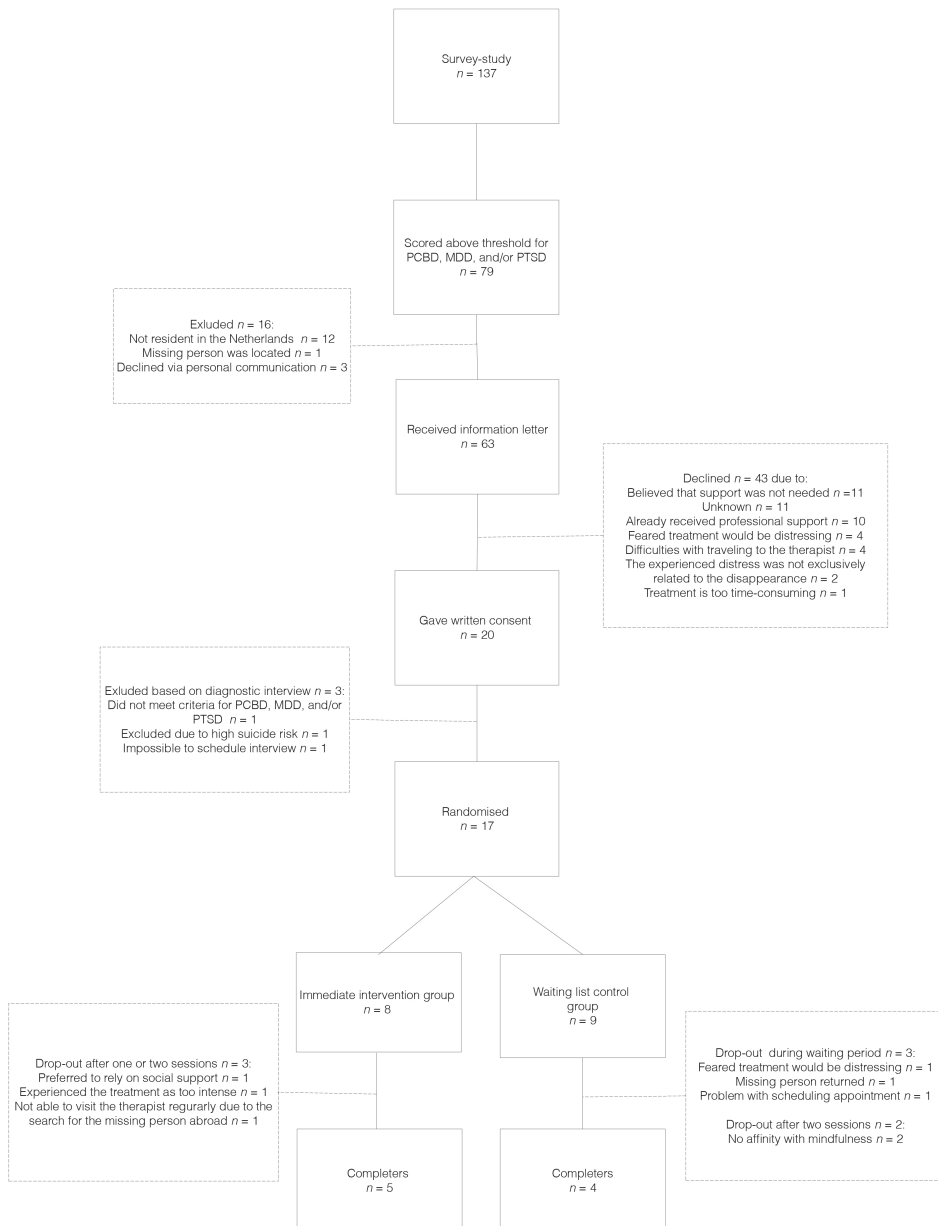 Survey-study
n = 137
Scored above threshold for
PCBD, MDD, and/or PTSD
n = 79
Exluded n = 16:
Not resident in the Netherlands n = 12
Missing person was located n = 1
Declined via personal communication n = 3
Received information letter
n = 63
Declined n = 43 due to:
Believed that support was not needed n =11
Unknown n = 11
Already received professional support n = 10
Feared treatment would be distressing n = 4
Difficulties with traveling to the therapist n = 4
The experienced distress was not exclusively
related to the disappearance n = 2
Treatment is too time-consuming n = 1
Gave written consent
n = 20
Exluded based on diagnostic interview n = 3:
Did not meet criteria for PCBD, MDD, and/or
PTSD n = 1
Excluded due to high suicide risk n = 1
Impossible to schedule interview n = 1
Randomised
n = 17
Immediate intervention group
n = 8
Waiting list control
group
n = 9
Drop-out after one or two sessions n = 3:
Preferred to rely on social support n = 1
Experienced the treatment as too intense n = 1
Not able to visit the therapist regurarly due to the
search for the missing person abroad n = 1
Drop-out during waiting period n = 3:
Feared treatment would be distressing n = 1
Missing person returned n = 1
Problem with scheduling appointment n = 1
Drop-out after two sessions n = 2:
No affinity with mindfulness n = 2
Completers
n = 5
Completers
n = 4